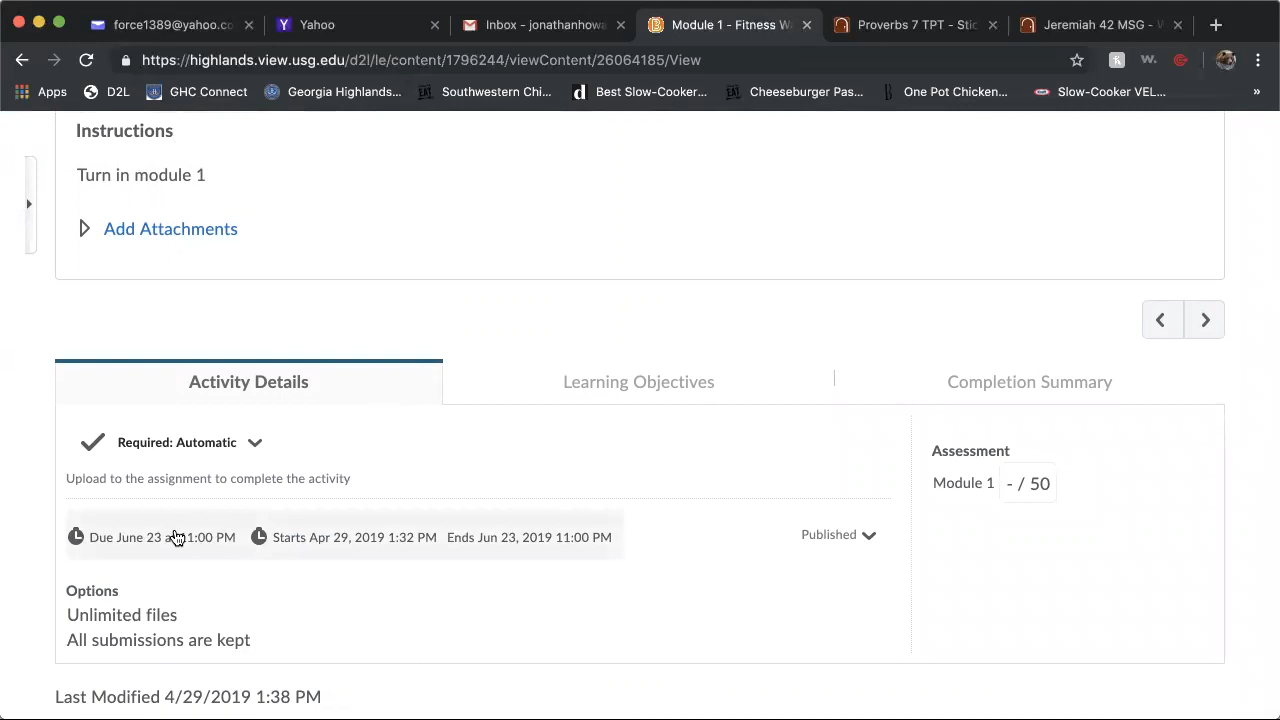 force1389@yahoo.co
Yahoo
Inbox - jonathanhowa
Module 1 - Fitness W
Proverbs 7 TPT - Stic
Jeremiah 42 MSG -
https://highlands.view.usg.edu/d2l/le/content/1796244/viewContent/26064185/View
Apps
D2L
GHC Connect
Georgia Highlands...
Southwestern Chi...
Best Slow-Cooker...
Cheeseburger Pas...
One Pot Chicken...
Slow-Cooker VEL...
Instructions
Turn in module 1
Add Attachments
Activity Details
Learning Objectives
Completion Summary
Required: Automatic
Upload to the assignment to complete the activity
Assessment
Module 1 - / 50
Due June 23 at 11:00 PM Starts Apr 29, 2019 1:32 PM Ends Jun 23, 2019 11:00 PM
Published
Options
Unlimited files
All submissions are kept
Last Modified 4/29/2019 1:38 PM